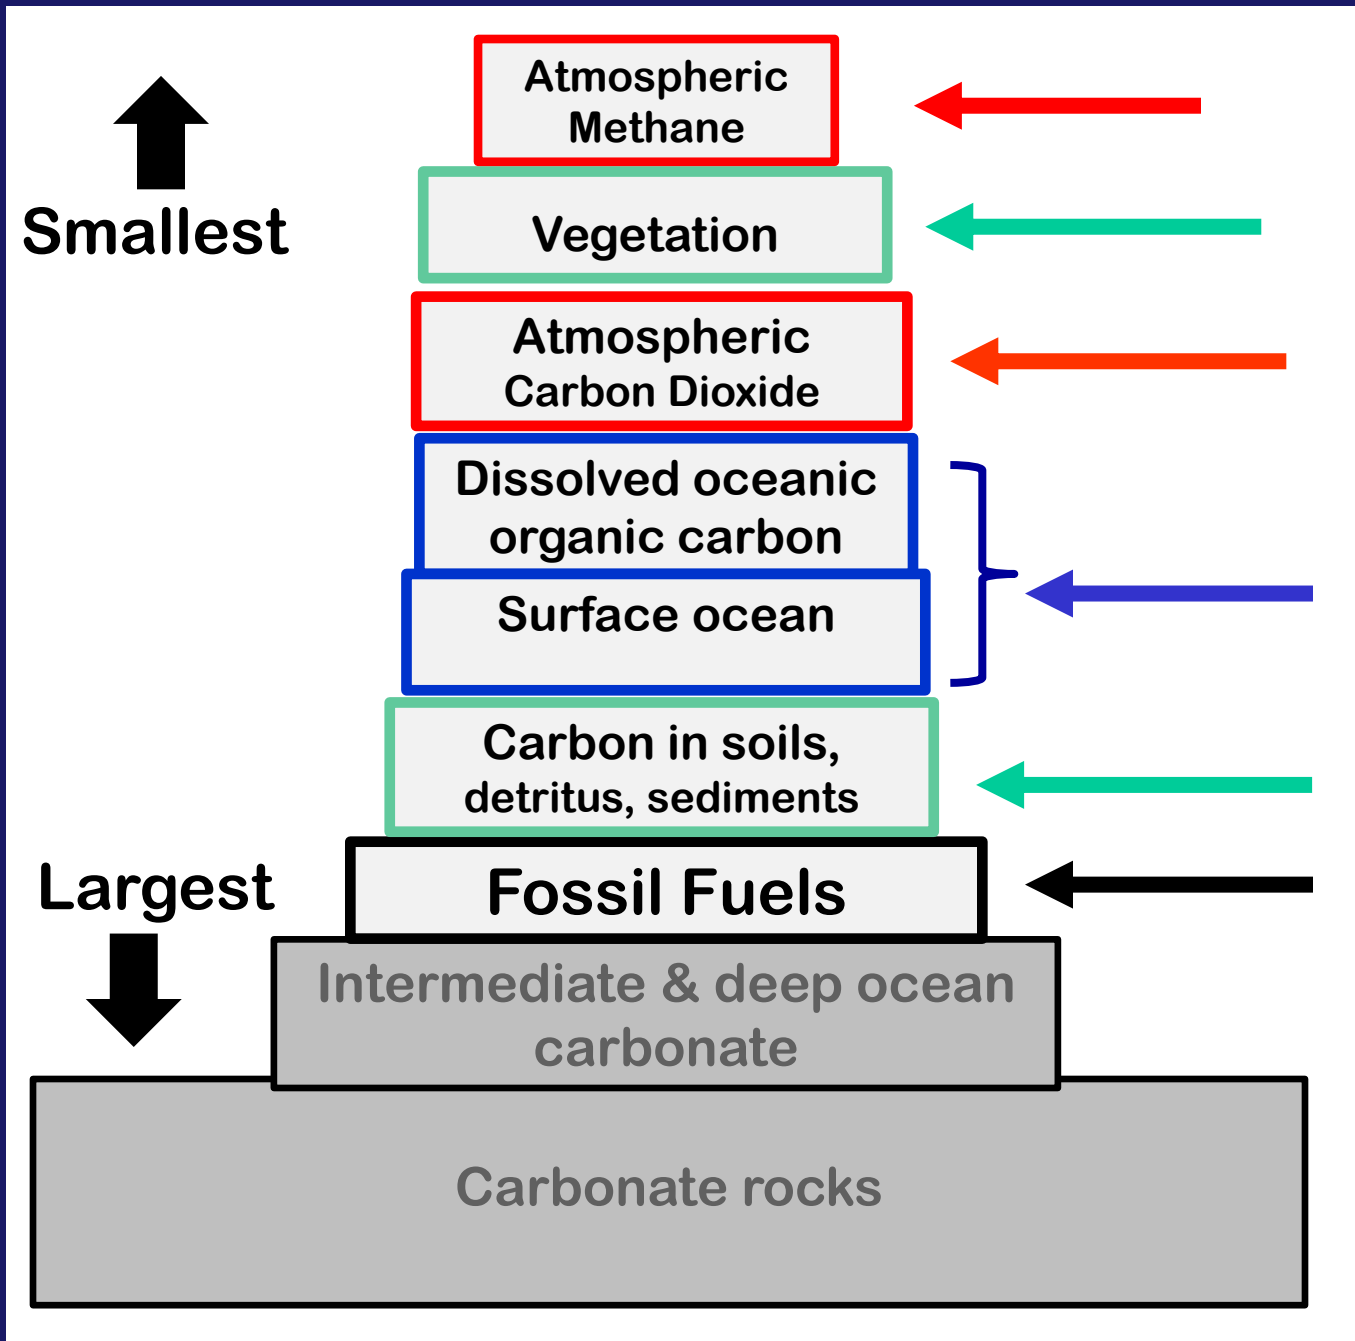 Atmospheric
Methane
Smallest
Vegetation
Atmospheric
Carbon Dioxide
Dissolved oceanic
organic carbon
Surface ocean
Carbon in soils,
detritus, sediments
Largest
Fossil Fuels
Intermediate & deep ocean
carbonate
Carbonate rocks